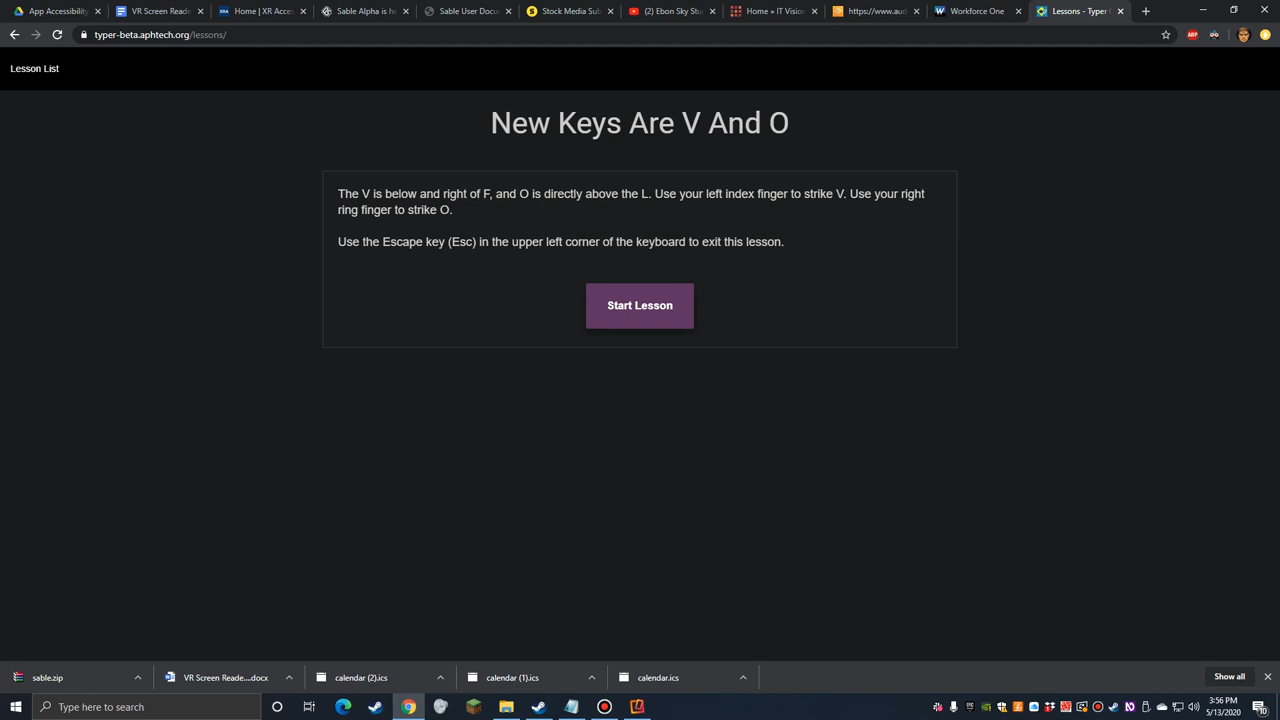 App Accessibility
VR Screen Reade
Home | XR Acces
Sable Alpha is he
Sable User Docu
Stock Media Sub
(2) Ebon Sky Stu
Home » IT Vision
https://www.aud
Workforce One
Lessons - Typer
typer-beta.aphtech.org/lessons/
Lesson List
New Keys Are V And O
The V is below and right of F, and O is directly above the L. Use your left index finger to strike V. Use your right
ring finger to strike O.
Use the Escape key (Esc) in the upper left corner of the keyboard to exit this lesson.
Start Lesson
sable.zip
VR Screen Reade....docx
calendar (2).ics
calendar (1).ics
calendar.ics
Show all
Type here to search
3:56 PM
5/13/2020